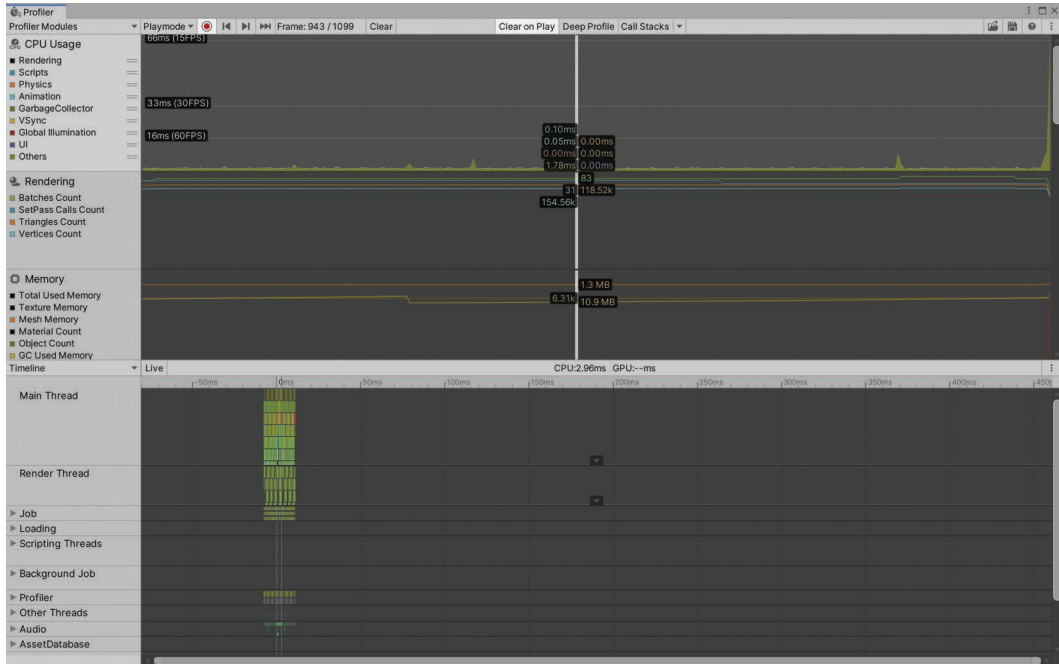 Profiler
Profiler Modules
Playmode
Frame: 943 / 1099
Clear
Clear on Play
Deep Profile
Call Stacks
CPU Usage
Rendering
Scripts
Physics
Animation
GarbageCollector
VSync
Global Illumination
UI
Others
66ms (15FPS)
33ms (30FPS)
16ms (60FPS)
0.10ms
0.05ms 0.00ms
0.00ms 0.00ms
1.78ms 0.00ms
Rendering
Batches Count
SetPass Calls Count
Triangles Count
Vertices Count
83
31 118.52k
154.56k
Memory
Total Used Memory
Texture Memory
Mesh Memory
Material Count
Object Count
GC Used Memory
1.3 MB
6.31k 10.9 MB
Timeline
Live
CPU:2.96ms GPU:--ms
-50ms 0ms 50ms 100ms 150ms 200ms 250ms 300ms 350ms 400ms
Main Thread
Render Thread
Job
Loading
Scripting Threads
Background Job
Profiler
Other Threads
Audio
AssetDatabase